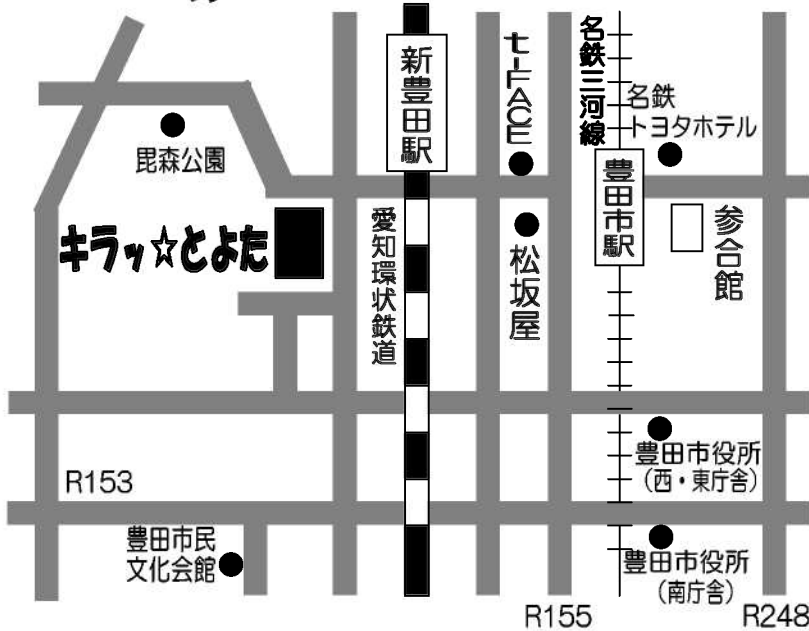 新豊田駅
t-FACE
名鉄三河線
名鉄
トヨタホテル
毘森公園
豊田市駅
キラッ☆とよた
愛知環状鉄道
松坂屋
参合館
豊田市役所
(西・東庁舎)
R153
豊田市民
文化会館
豊田市役所
(南庁舎)
R155
R248